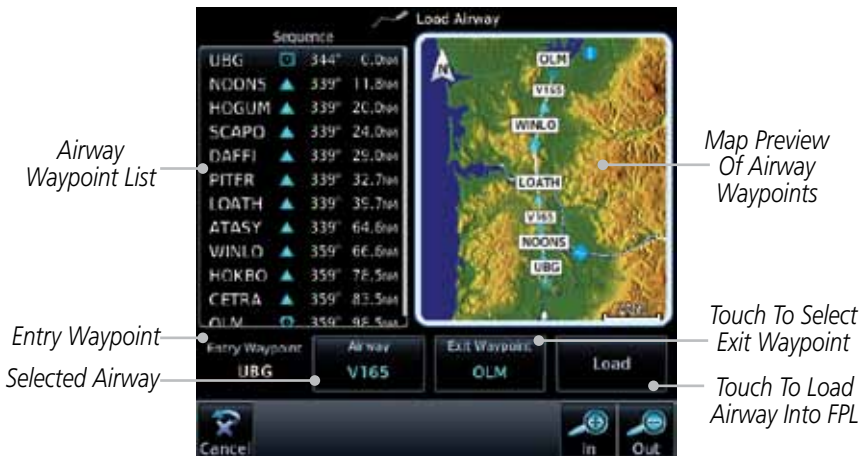 Load Airway
Sequence
UBG 344° 0.0NM
NOONS 339° 11.8NM
HOGUM 339° 20.0NM
SCAPO 339° 24.0NM
DAFFI 339° 29.0NM
PITER 339° 32.7NM
LOATH 339° 39.7NM
ATASY 339° 64.6NM
WINLO 359° 66.6NM
HOKBO 359° 78.5NM
CETRA 359° 83.5NM
OLM 359° 98.5NM
N
OLM
V165
WINLO
LOATH
V165
NOONS
UBG
Airway
Waypoint List
Map Preview
Of Airway
Waypoints
Entry Waypoint
Selected Airway
Touch To Select
Exit Waypoint
Touch To Load
Airway Into FPL
Entry Waypoint
UBG
Airway
V165
Exit Waypoint
OLM
Load
Cancel
In
Out